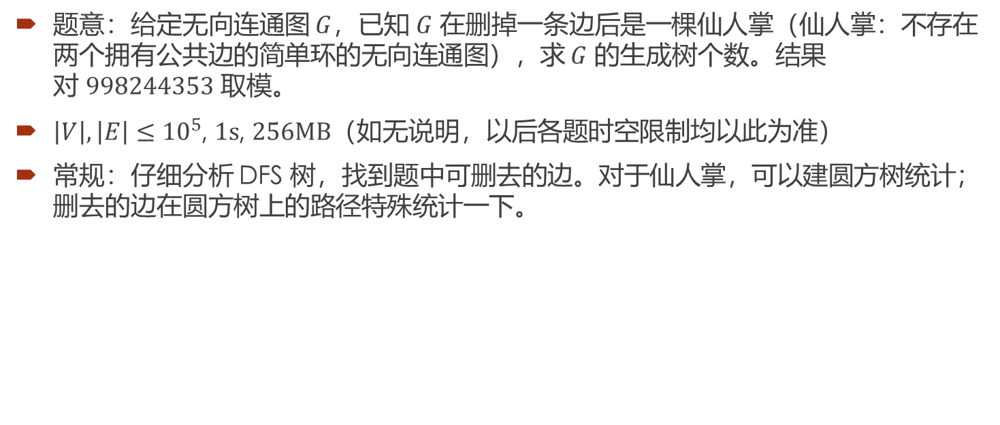 题意：给定无向连通图 G，已知 G 在删掉一条边后是一棵仙人掌（仙人掌：不存在
两个拥有公共边的简单环的无向连通图），求 G 的生成树个数。结果
对 998244353 取模。
|V|, |E| ≤ 10⁵, 1s, 256MB（如无说明，以后各题时空限制均以此为准）
常规：仔细分析 DFS 树，找到题中可删去的边。对于仙人掌，可以建圆方树统计；
删去的边在圆方树上的路径特殊统计一下。